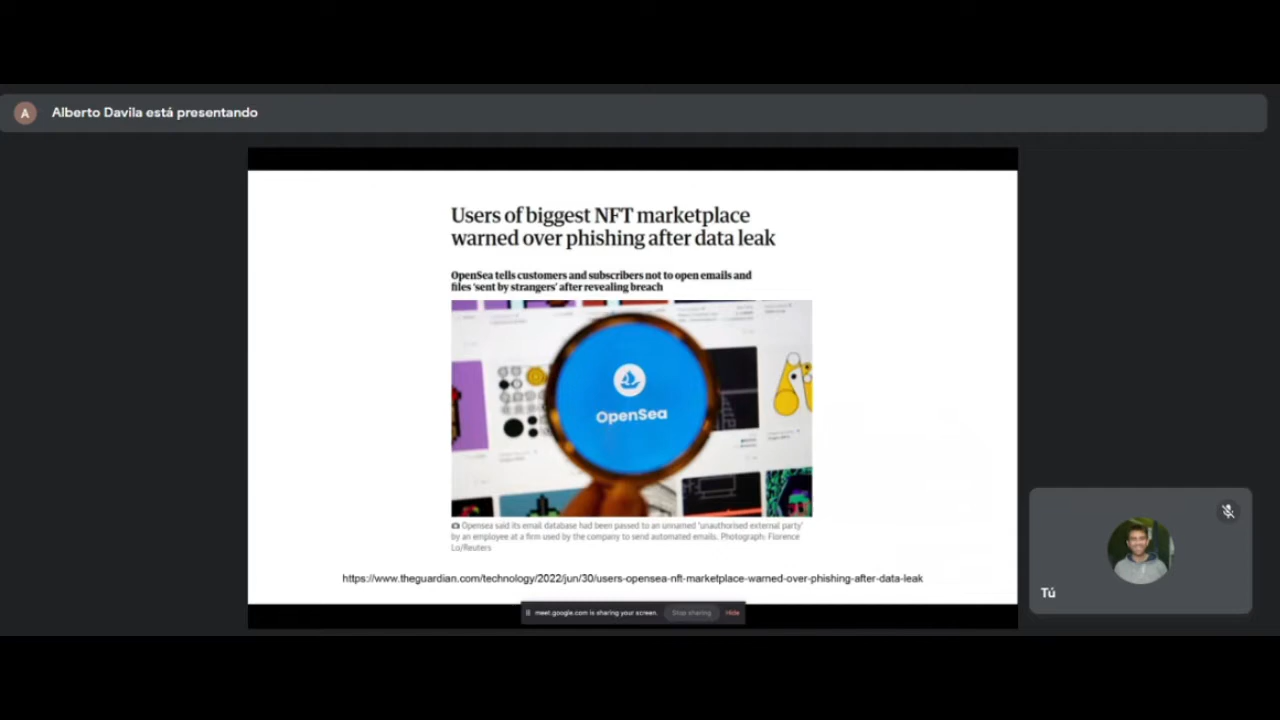 A
Alberto Davila está presentando
Users of biggest NFT marketplace
warned over phishing after data leak
OpenSea tells customers and subscribers not to open emails and
files 'sent by strangers' after revealing breach
OpenSea
Opensea said its email database had been passed to an unnamed 'unauthorised external party'
by an employee at a firm used by the company to send automated emails. Photograph: Florence
Lo/Reuters
https://www.theguardian.com/technology/2022/jun/30/users-opensea-nft-marketplace-warned-over-phishing-after-data-leak
meet.google.com is sharing your screen. Stop sharing Hide
Tú